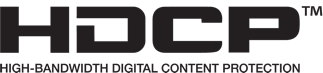 HDCP™
HIGH-BANDWIDTH DIGITAL CONTENT PROTECTION